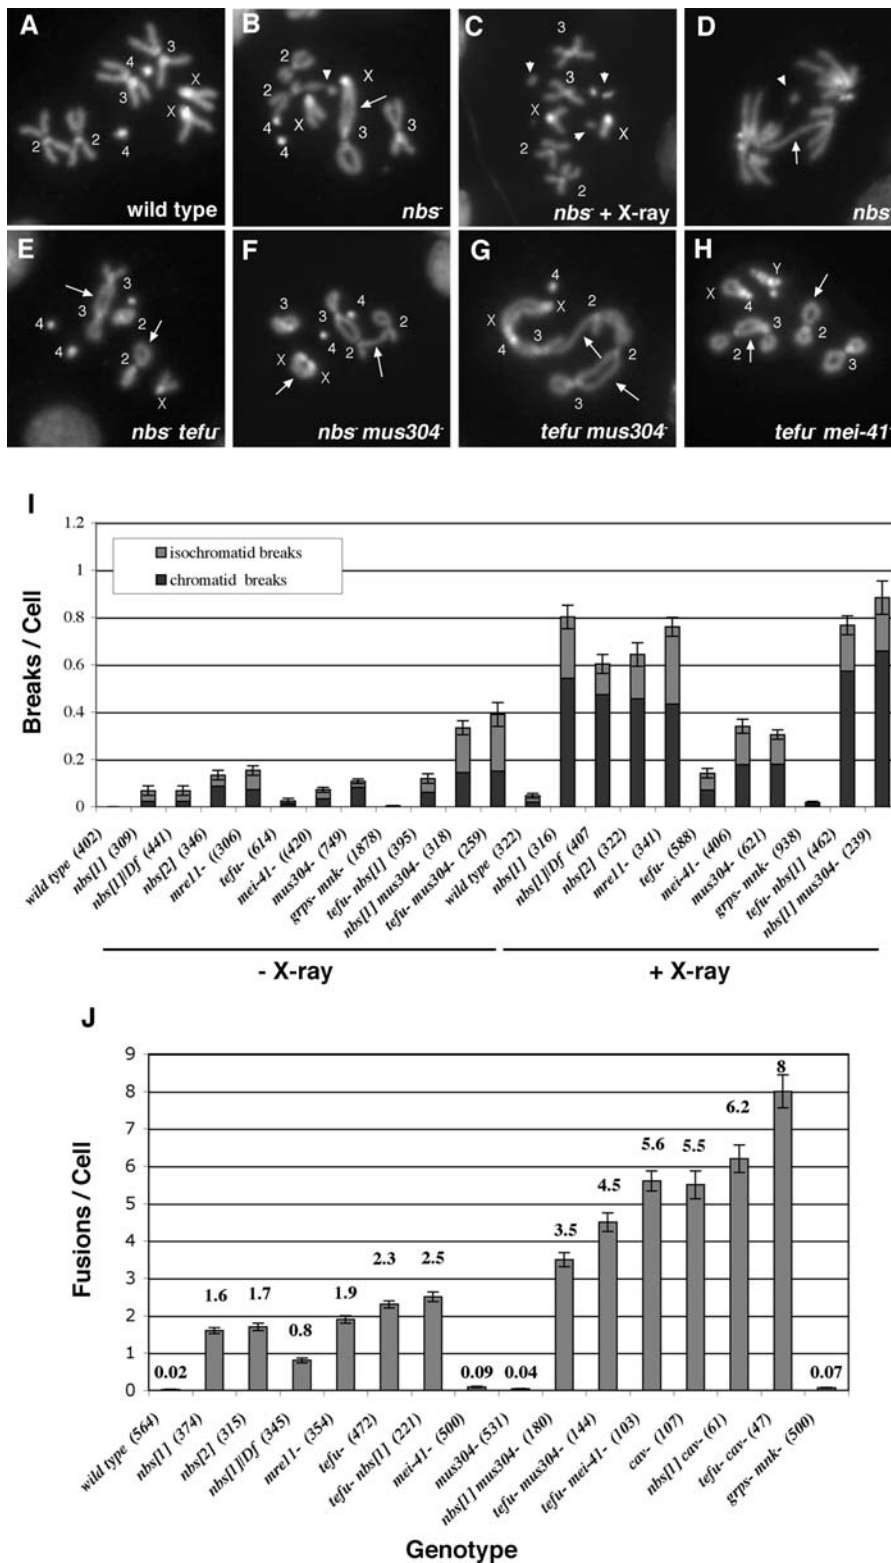 A
3
4
X
3
X
2
2
4
wild type
B
2
X
2
X
4
3
3
4
nbs-
C
3
3
X
X
2
2
nbs- + X-ray
D
nbs-
E
3
3
2
4
4
2
X
nbs- tefu-
F
3
4
2
4
2
X
X
nbs- mus304-
G
4
X
2
X
3
4
2
3
tefu- mus304-
H
Y
X
4
3
2
2
3
tefu- mei-41-
I
1.2
1
0.8
0.6
0.4
0.2
0
Breaks / Cell
isochromatid breaks
chromatid breaks
wild type (402)
nbs[1] (309)
nbs[1]/Df (441)
nbs[2] (346)
mre11- ((306)
tefu- (614)
mei-41- ((420)
mus304- (749)
grps- mnk- (1878)
tefu- nbs[1] (395)
nbs[1] mus304- (318)
tefu- mus304- (259)
wild type (322)
nbs[1] (316)
nbs[1]/Df (407
nbs[2] (322)
mre11- (341)
tefu- (588)
mei-41- (406)
mus304- (621)
grps- mnk- (938)
tefu- nbs[1] (462)
nbs[1] mus304- (239)
- X-ray
+ X-ray
J
9
8
7
6
5
4
3
2
1
0
Fusions / Cell
0.02
1.6
1.7
0.8
1.9
2.3
2.5
0.09
0.04
3.5
4.5
5.6
5.5
6.2
8
0.07
wild type (564)
nbs[1] (374)
nbs[2] (315)
nbs[1]/Df (345)
mre11- (354)
tefu- (472)
tefu- nbs[1] (221)
mei-41- (500)
mus304- (531)
nbs[1] mus304- (180)
tefu- mus304- (144)
tefu- mei-41- (103)
cav- (107)
nbs[1] cav- (61)
tefu- cav- (47)
grps- mnk- (500)
Genotype